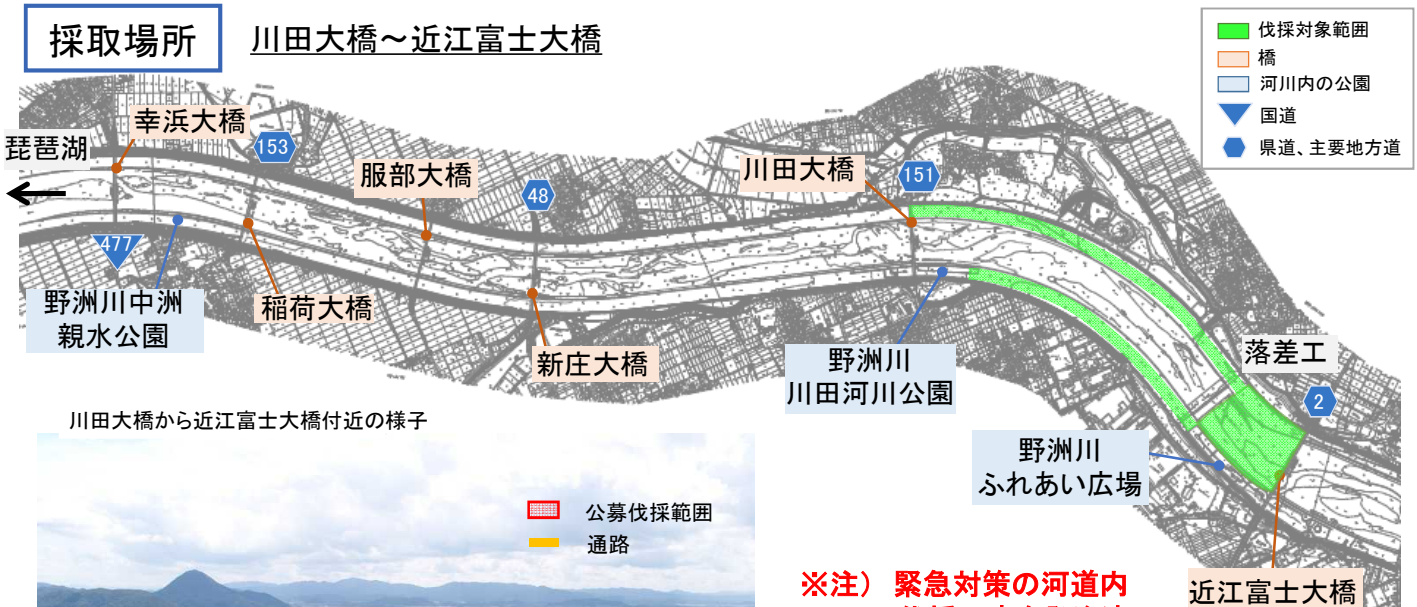 採取場所
川田大橋～近江富士大橋
伐採対象範囲
橋
河川内の公園
国道
県道、主要地方道
琵琶湖
幸浜大橋
153
服部大橋
48
川田大橋
151
477
野洲川中洲
親水公園
稲荷大橋
新庄大橋
野洲川
川田河川公園
落差工
2
野洲川
ふれあい広場
近江富士大橋
川田大橋から近江富士大橋付近の様子
公募伐採範囲
通路
※注） 緊急対策の河道内